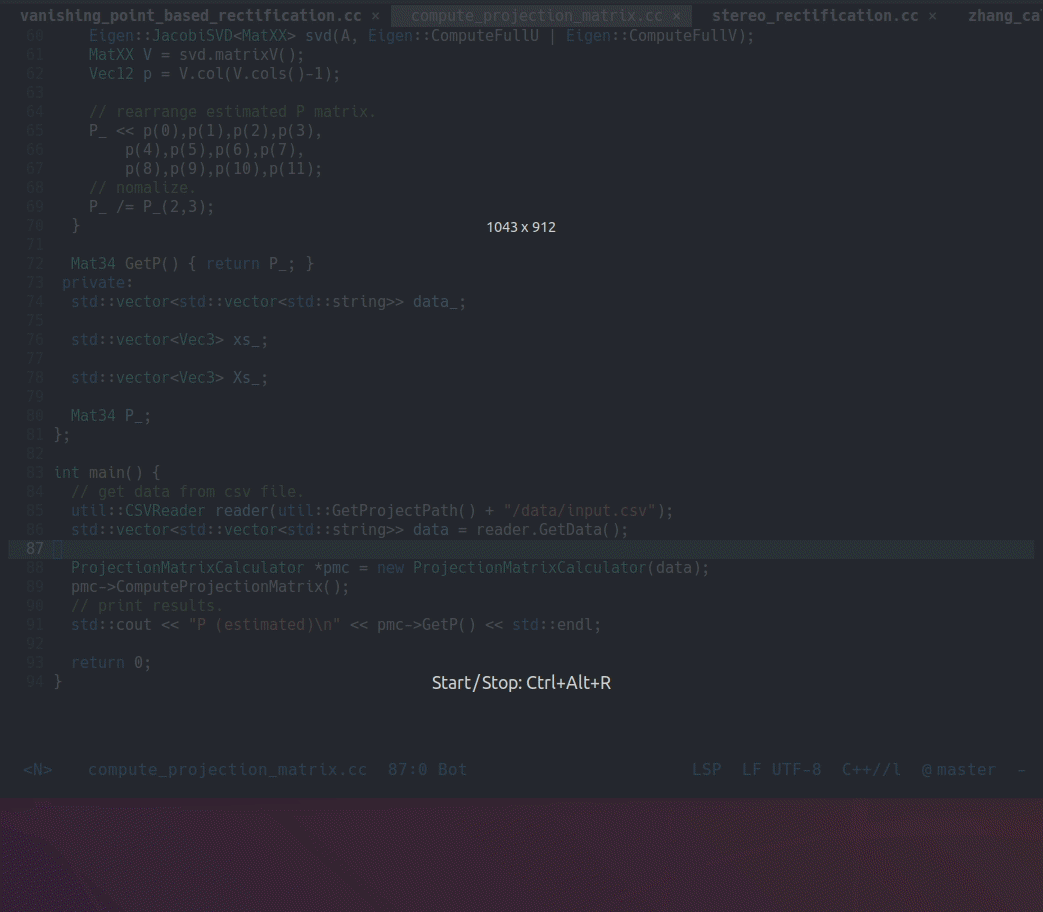 vanishing_point_based_rectification.cc × compute_projection_matrix.cc × stereo_rectification.cc × zhang_ca
60 Eigen::JacobiSVD<MatXX> svd(A, Eigen::ComputeFullU | Eigen::ComputeFullV);
61 MatXX V = svd.matrixV();
62 Vec12 p = V.col(V.cols()-1);
63
64 // rearrange estimated P matrix.
65 P_ << p(0),p(1),p(2),p(3),
66 p(4),p(5),p(6),p(7),
67 p(8),p(9),p(10),p(11);
68 // nomalize.
69 P_ /= P_(2,3);
70 }
1043 x 912
71
72 Mat34 GetP() { return P_; }
73 private:
74 std::vector<std::vector<std::string>> data_;
75
76 std::vector<Vec3> xs_;
77
78 std::vector<Vec3> Xs_;
79
80 Mat34 P_;
81 };
82
83 int main() {
84 // get data from csv file.
85 util::CSVReader reader(util::GetProjectPath() + "/data/input.csv");
86 std::vector<std::vector<std::string>> data = reader.GetData();
87
88 ProjectionMatrixCalculator *pmc = new ProjectionMatrixCalculator(data);
89 pmc->ComputeProjectionMatrix();
90 // print results.
91 std::cout << "P (estimated)\n" << pmc->GetP() << std::endl;
92
93 return 0;
94 }
Start/Stop: Ctrl+Alt+R
<N> compute_projection_matrix.cc 87:0 Bot LSP LF UTF-8 C++//l @master -